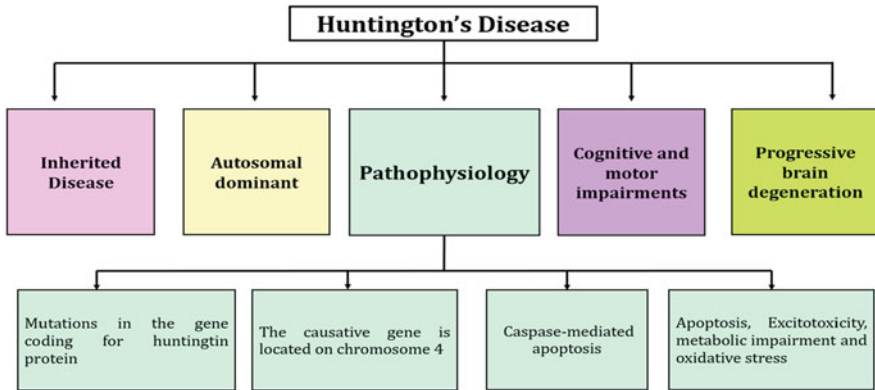 Huntington's Disease
Inherited
Disease
Autosomal
dominant
Pathophysiology
Cognitive and
motor
impairments
Progressive
brain
degeneration
Mutations in the gene
coding for huntingtin
protein
The causative gene is
located on chromosome 4
Caspase-mediated
apoptosis
Apoptosis, Excitotoxicity,
metabolic impairment and
oxidative stress